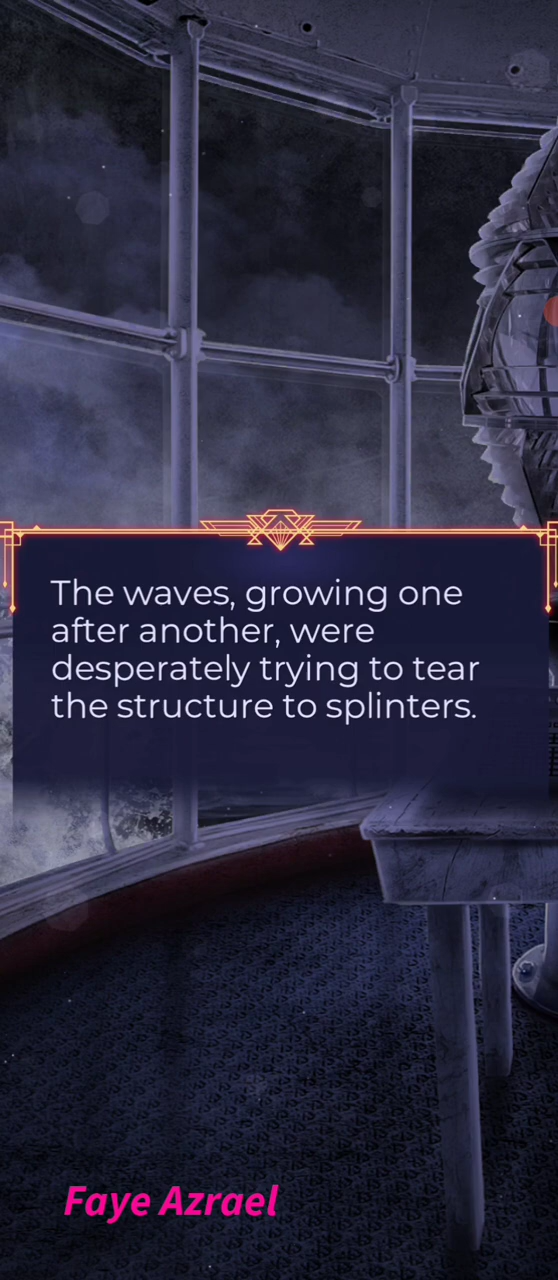 The waves, growing one
after another, were
desperately trying to tear
the structure to splinters.
Faye Azrael